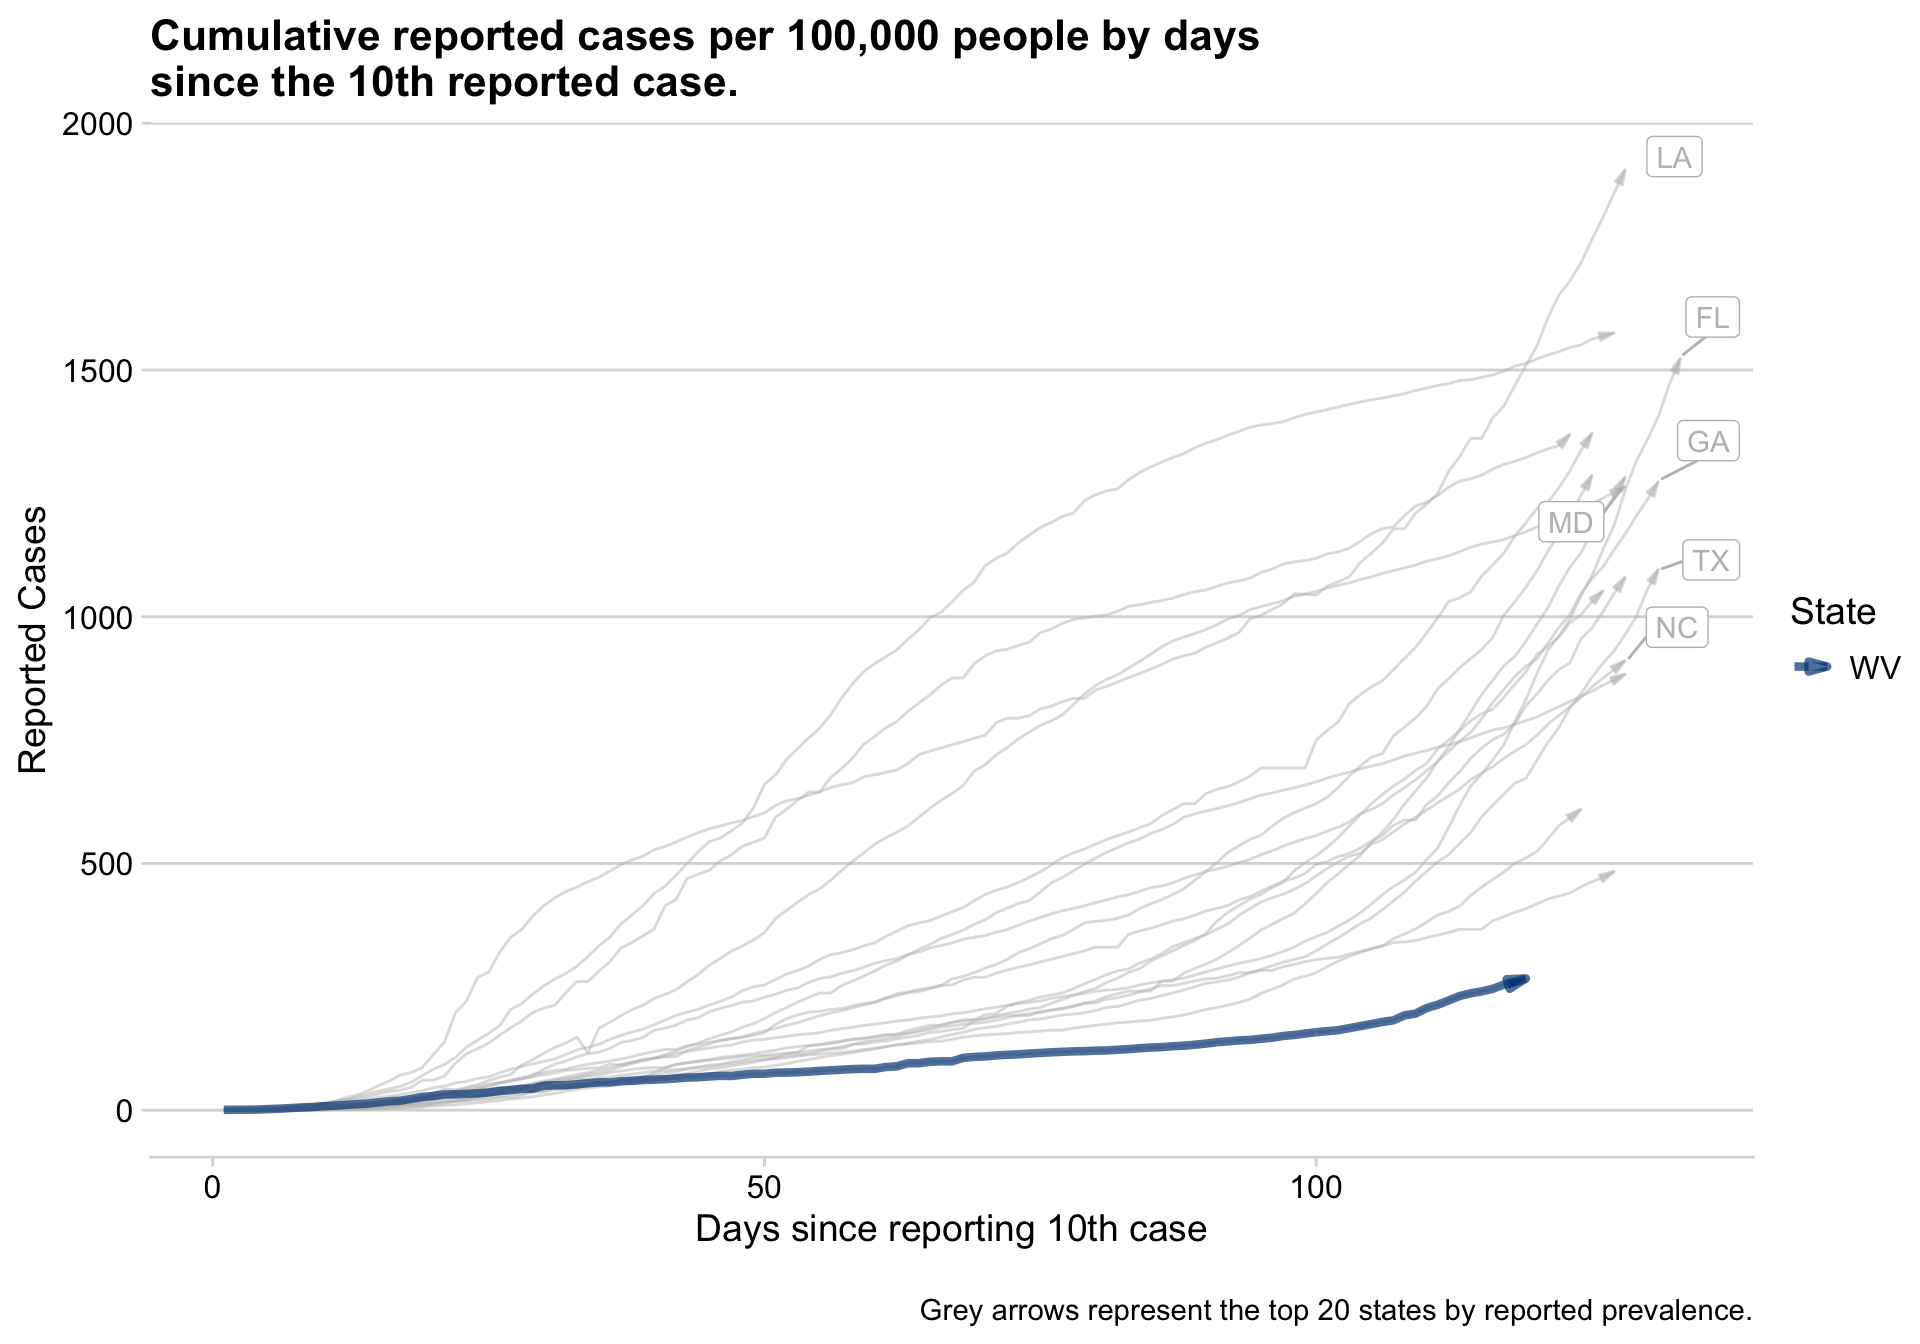 Cumulative reported cases per 100,000 people by days
since the 10th reported case.
2000
1500
1000
500
0
Reported Cases
LA
FL
GA
MD
TX
NC
State
WV
0
50
100
Days since reporting 10th case
Grey arrows represent the top 20 states by reported prevalence.